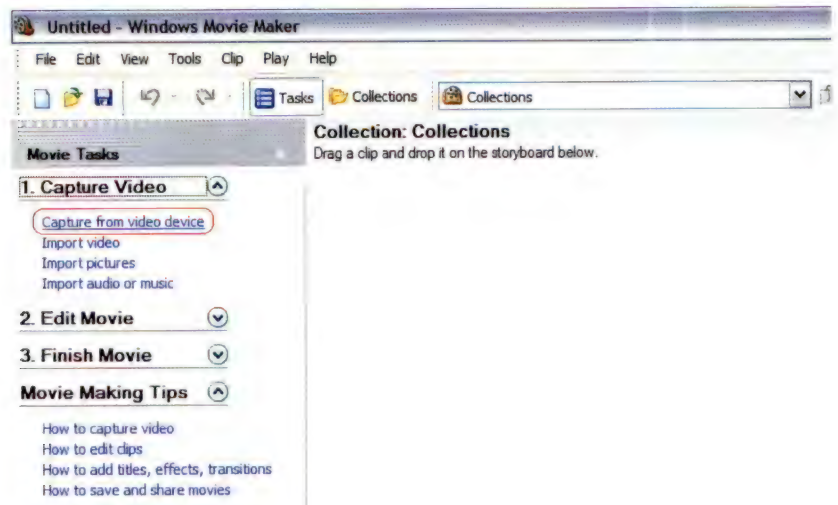 Untitled - Windows Movie Maker
File Edit View Tools Clip Play Help
Tasks Collections Collections
Movie Tasks
Collection: Collections
Drag a clip and drop it on the storyboard below.
1. Capture Video
Capture from video device
Import video
Import pictures
Import audio or music
2. Edit Movie
3. Finish Movie
Movie Making Tips
How to capture video
How to edit clips
How to add titles, effects, transitions
How to save and share movies